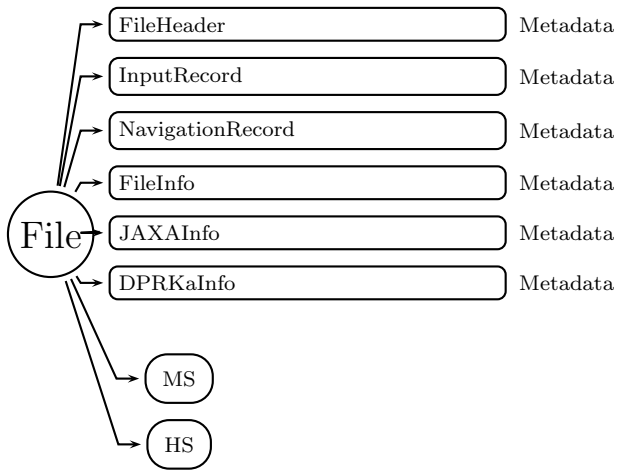 FileHeader Metadata
InputRecord Metadata
NavigationRecord Metadata
FileInfo Metadata
File
JAXAInfo Metadata
DPRKaInfo Metadata
MS
HS